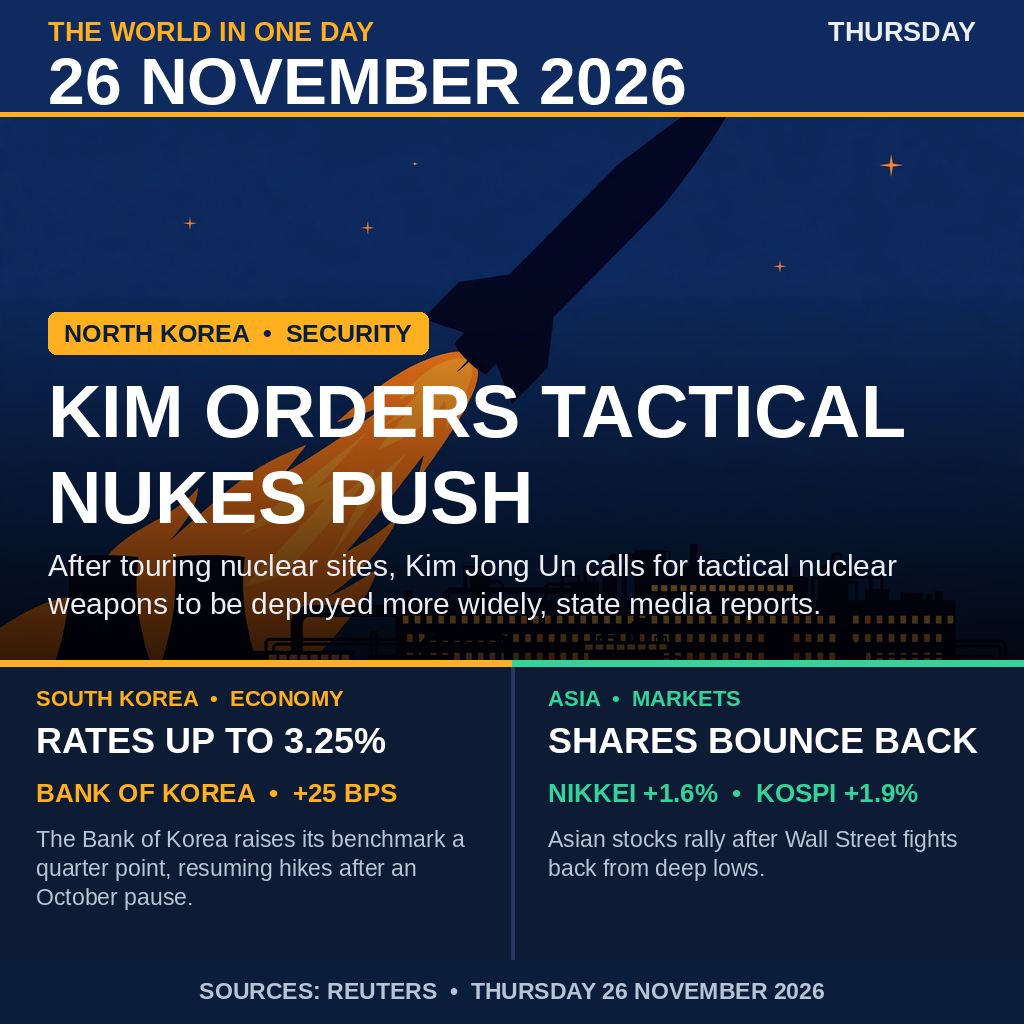 THE WORLD IN ONE DAY
THURSDAY
26 NOVEMBER 2026
NORTH KOREA • SECURITY
KIM ORDERS TACTICAL
NUKES PUSH
After touring nuclear sites, Kim Jong Un calls for tactical nuclear
weapons to be deployed more widely, state media reports.
SOUTH KOREA • ECONOMY
RATES UP TO 3.25%
BANK OF KOREA • +25 BPS
The Bank of Korea raises its benchmark a
quarter point, resuming hikes after an
October pause.
ASIA • MARKETS
SHARES BOUNCE BACK
NIKKEI +1.6% • KOSPI +1.9%
Asian stocks rally after Wall Street fights
back from deep lows.
SOURCES: REUTERS • THURSDAY 26 NOVEMBER 2026